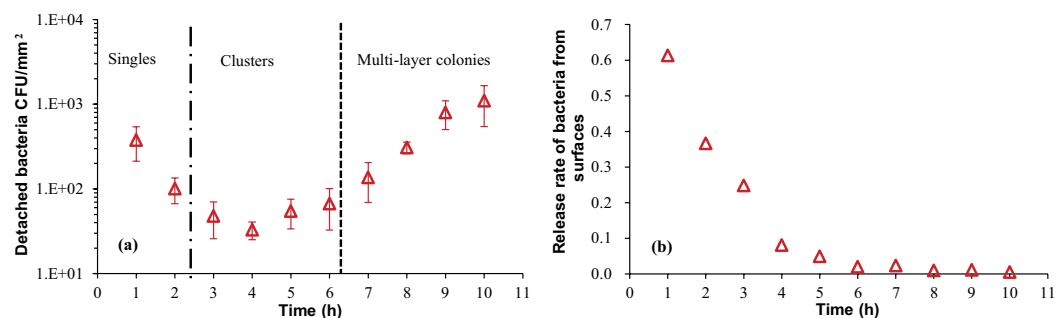 Detached bacteria CFU/mm²
1.E+04
1.E+03
1.E+02
1.E+01
Singles
Clusters
Multi-layer colonies
(a)
0 1 2 3 4 5 6 7 8 9 10 11
Time (h)
Release rate of bacteria from
surfaces
0.7
0.6
0.5
0.4
0.3
0.2
0.1
0.0
(b)
0 1 2 3 4 5 6 7 8 9 10 11
Time (h)